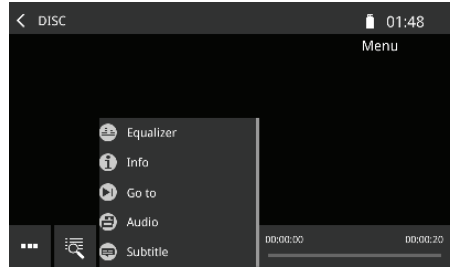 DISC
01:48
Menu
Equalizer
Info
Go to
Audio
Subtitle
00:00:00
00:00:20